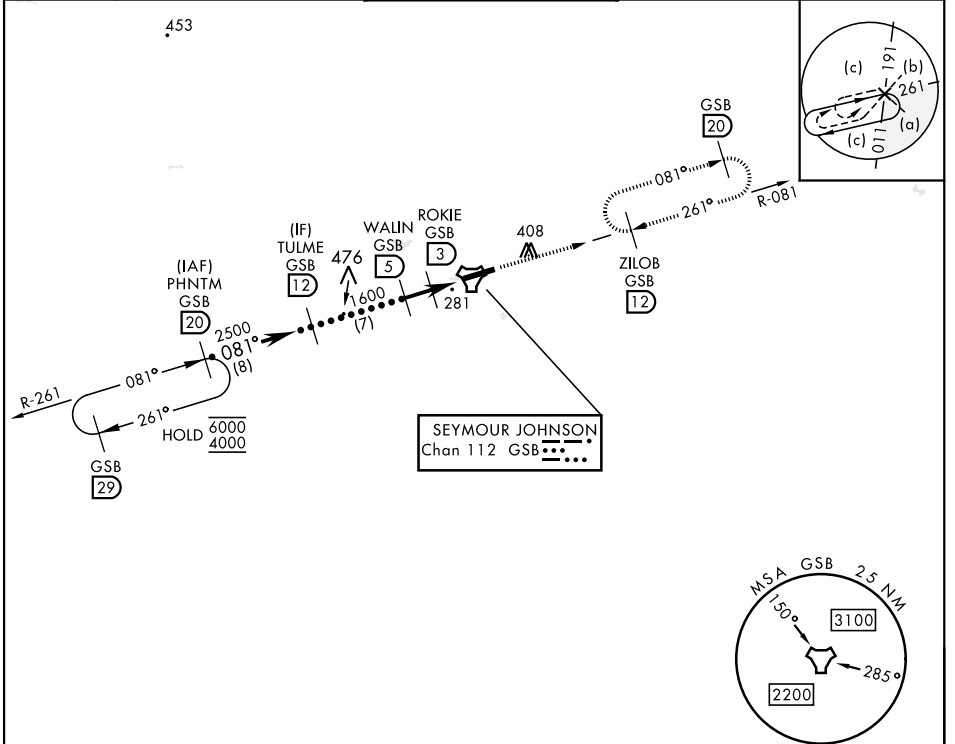 453
(c)
191
(b)
261
(a)
(c)
011
GSB
20
081°
261°
R-081
408
ZILOB
GSB
12
ROKIE
GSB
3
WALIN
GSB
5
(IF)
TULME
GSB
12
476
1600
(7)
281
(IAF)
PHNTM
GSB
20
2500
081°
(8)
R-261
081°
261°
HOLD 6000
4000
GSB
29
SEYMOUR JOHNSON
Chan 112 GSB
MSA GSB 25 NM
150°
3100
285°
2200